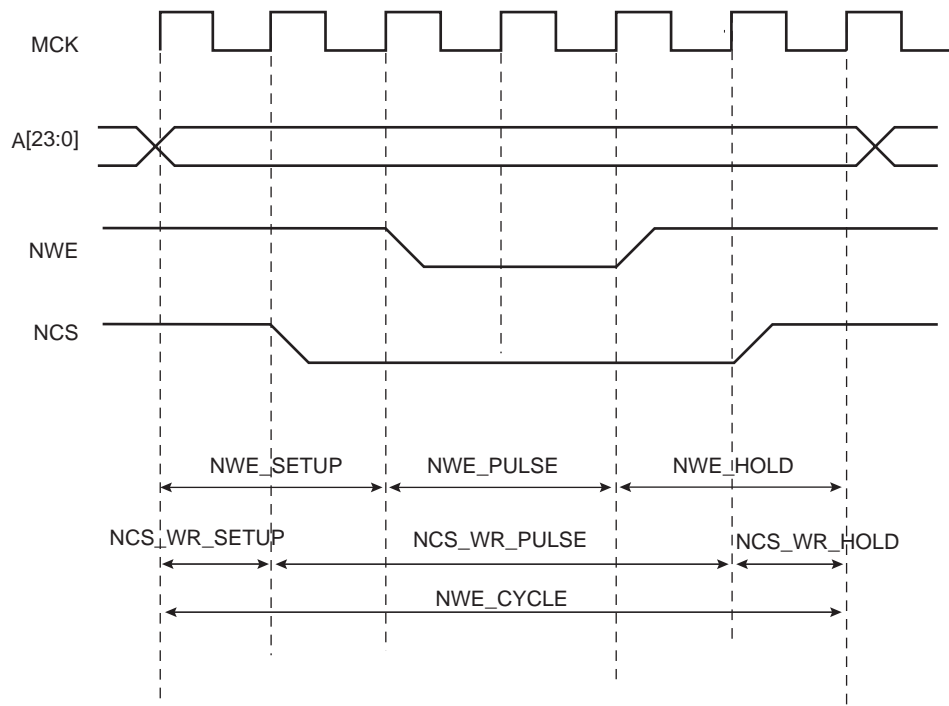 MCK
A[23:0]
NWE
NCS
NWE_SETUP NWE_PULSE NWE_HOLD
NCS_WR_SETUP NCS_WR_PULSE NCS_WR_HOLD
NWE_CYCLE